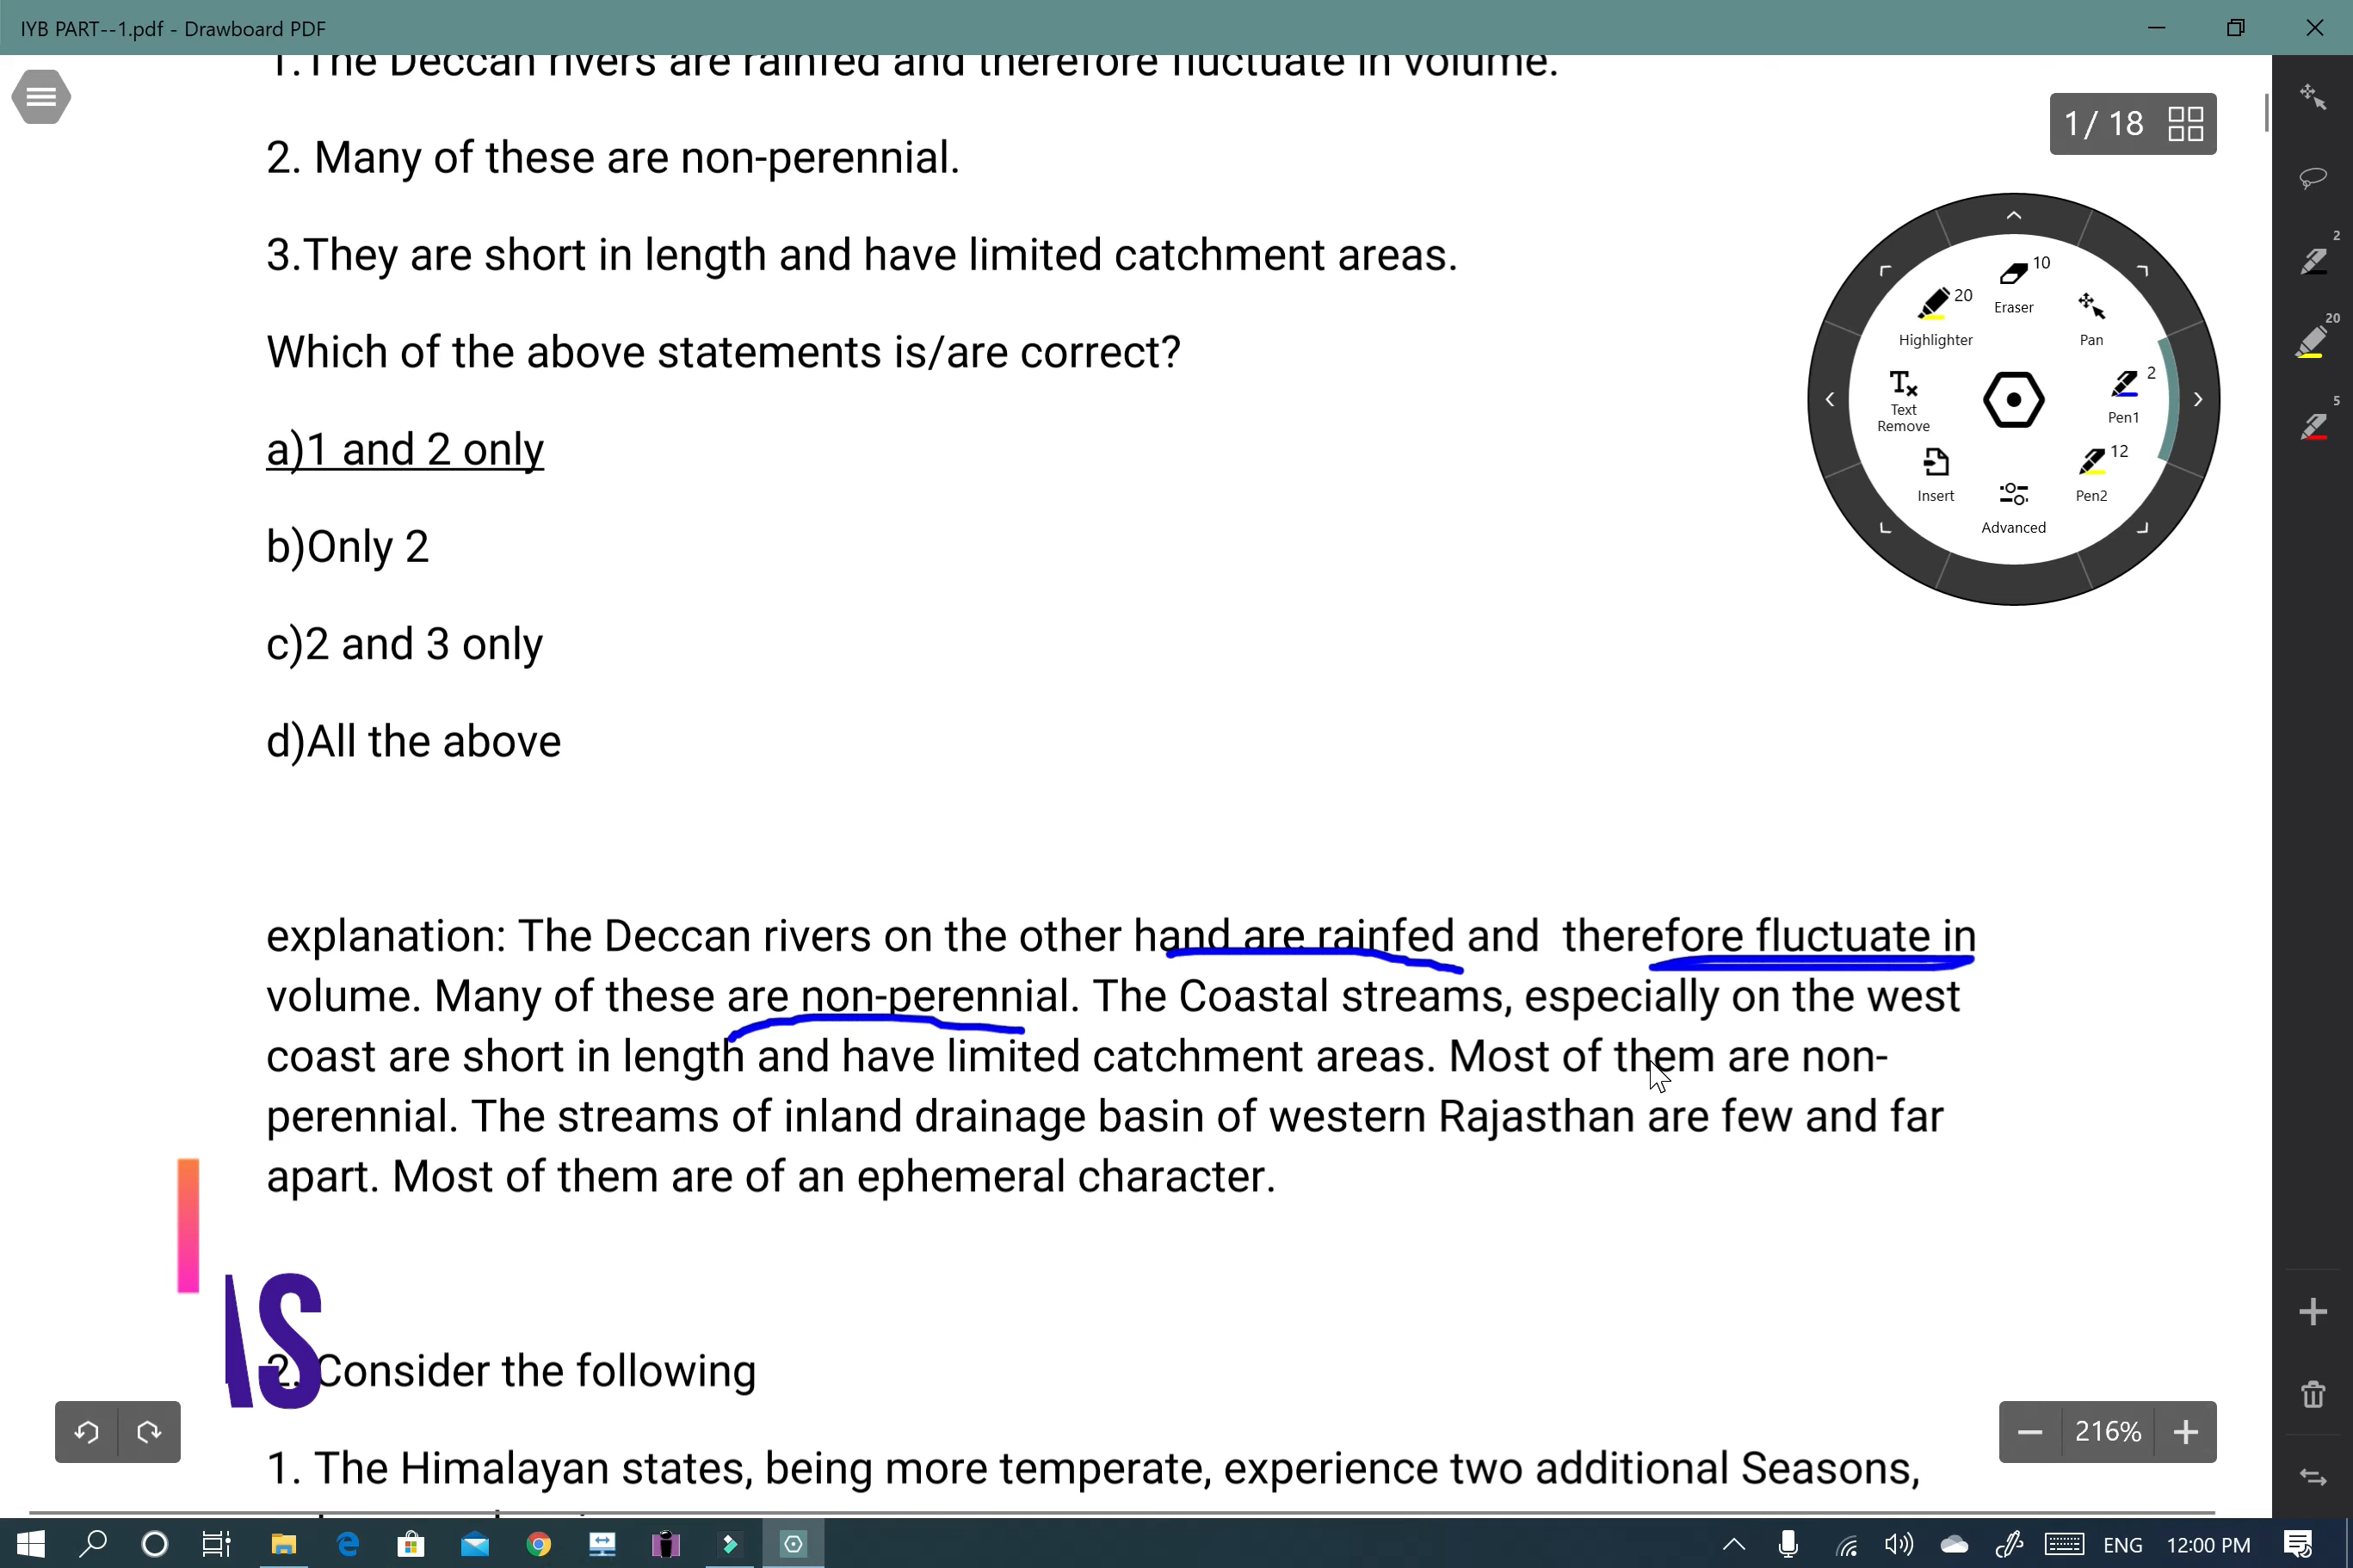 IYB PART--1.pdf - Drawboard PDF
1.The Deccan rivers are rainfed and therefore fluctuate in volume.
1 / 18
2. Many of these are non-perennial.
3.They are short in length and have limited catchment areas.
Which of the above statements is/are correct?
a)1 and 2 only
b)Only 2
c)2 and 3 only
d)All the above
10
Eraser
20
Highlighter
Pan
Text
Remove
2
Pen1
Insert
12
Pen2
Advanced
2
20
5
explanation: The Deccan rivers on the other hand are rainfed and therefore fluctuate in
volume. Many of these are non-perennial. The Coastal streams, especially on the west
coast are short in length and have limited catchment areas. Most of them are non-
perennial. The streams of inland drainage basin of western Rajasthan are few and far
apart. Most of them are of an ephemeral character.
2. Consider the following
1. The Himalayan states, being more temperate, experience two additional Seasons,
216%
ENG 12:00 PM